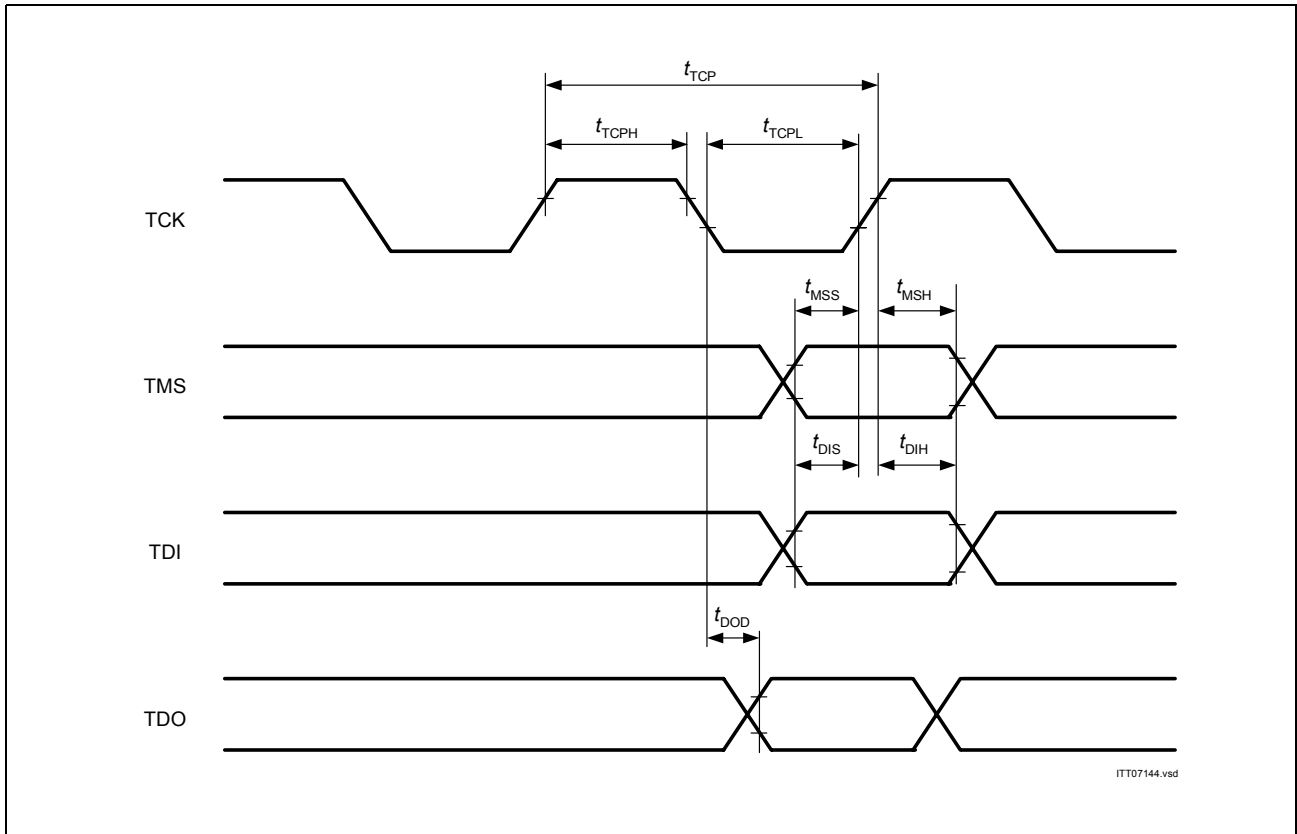 tTCP
tTCPH
tTCPL
TCK
tMSS
tMSH
TMS
tDIS
tDIH
TDI
tDOD
TDO
ITT07144.vsd